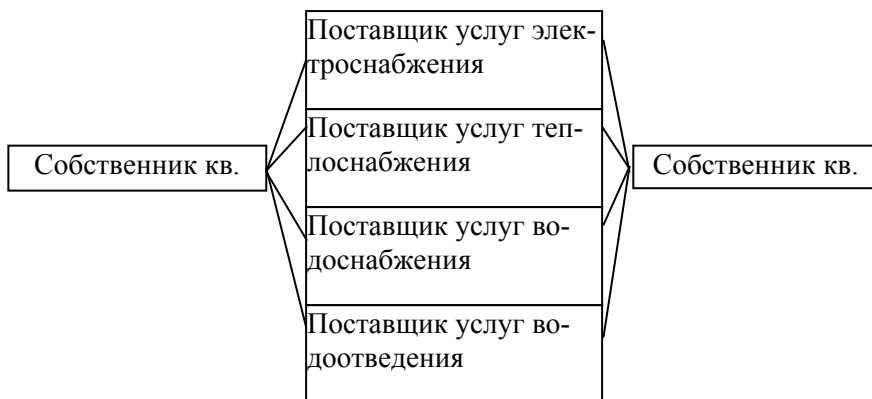 Поставщик услуг элек-
троснабжения
Поставщик услуг теп-
лоснабжения
Собственник кв.
Собственник кв.
Поставщик услуг во-
доснабжения
Поставщик услуг во-
доотведения